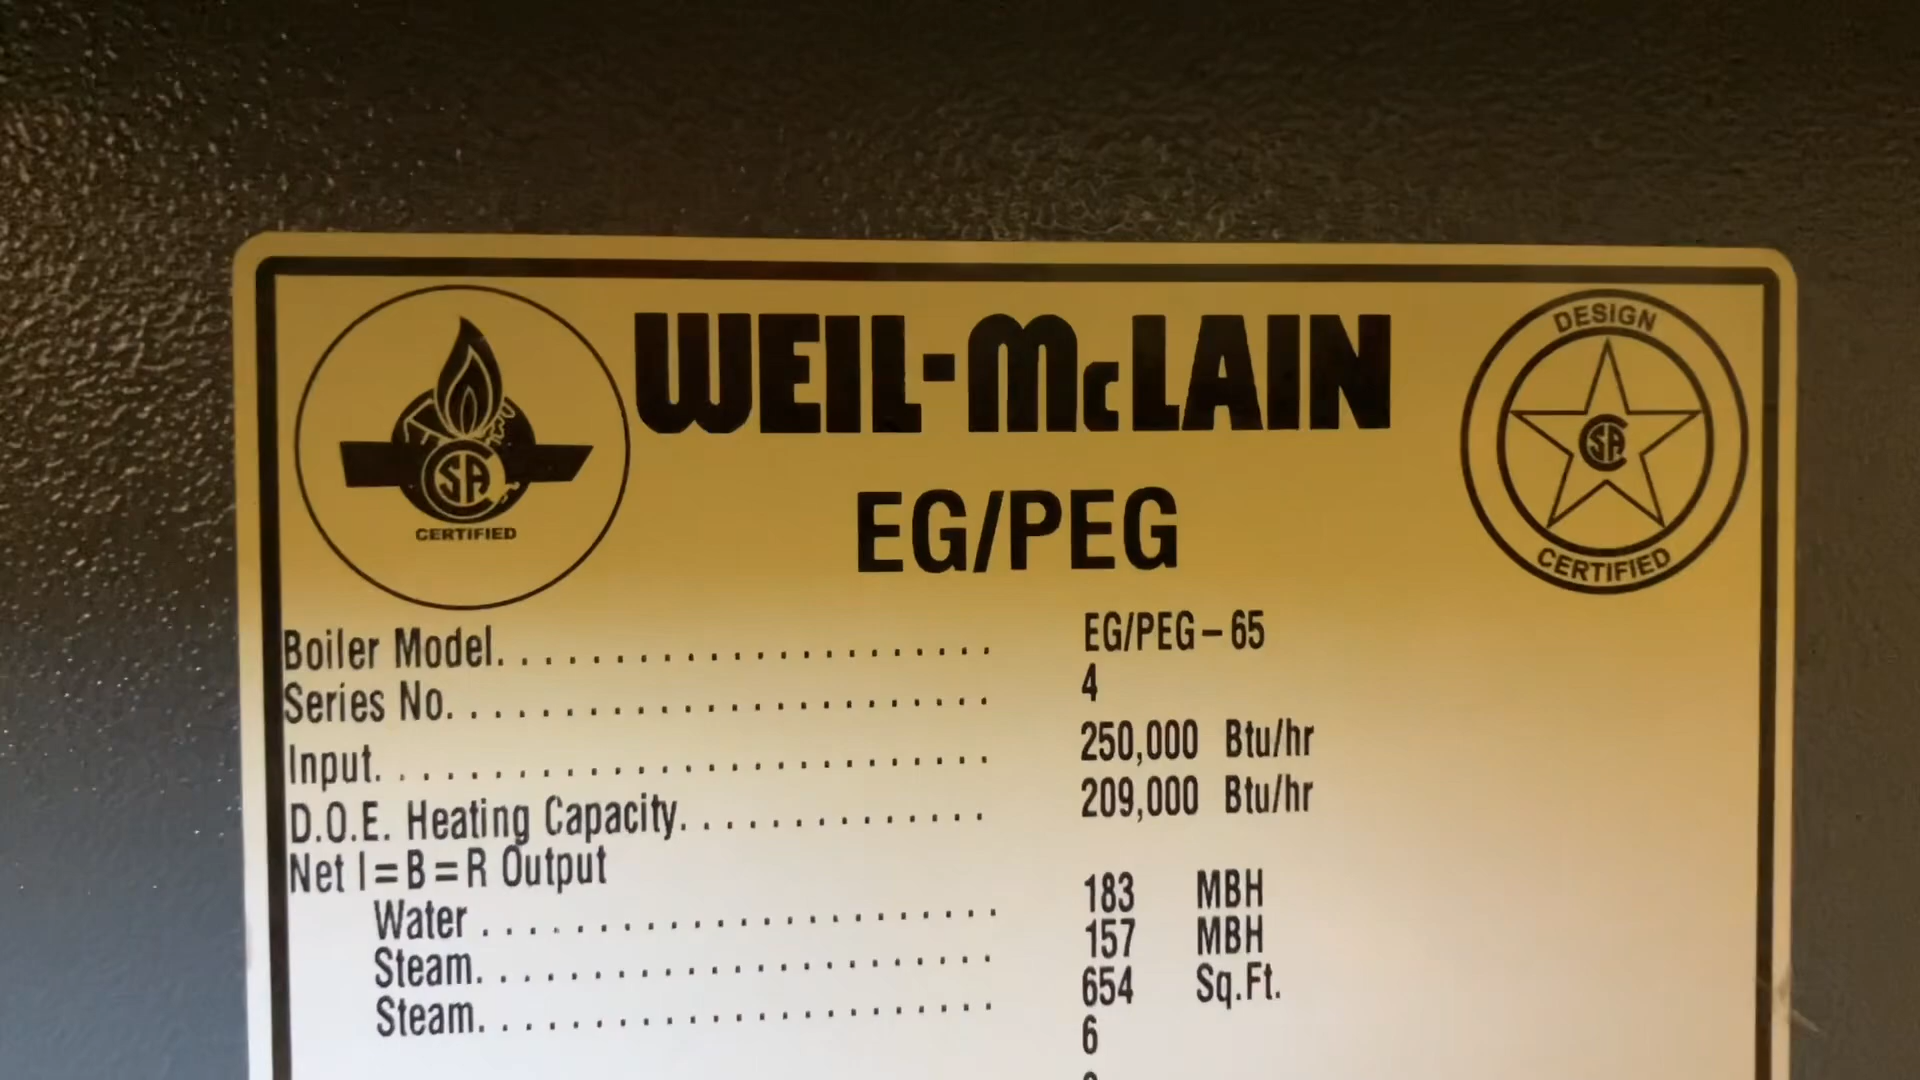 WEIL-McLAIN
DESIGN
CSA
CERTIFIED
CSA
CERTIFIED
EG/PEG
Boiler Model. . . . . . . . . . . . . . . . . . . . . . EG/PEG – 65
Series No. . . . . . . . . . . . . . . . . . . . . . . . 4
Input. . . . . . . . . . . . . . . . . . . . . . . . . . . 250,000 Btu/hr
D.O.E. Heating Capacity. . . . . . . . . . . . . . 209,000 Btu/hr
Net I=B=R Output
Water . . . . . . . . . . . . . . . . . . . . . . 183 MBH
Steam. . . . . . . . . . . . . . . . . . . . . . 157 MBH
Steam. . . . . . . . . . . . . . . . . . . . . . 654 Sq.Ft.
6